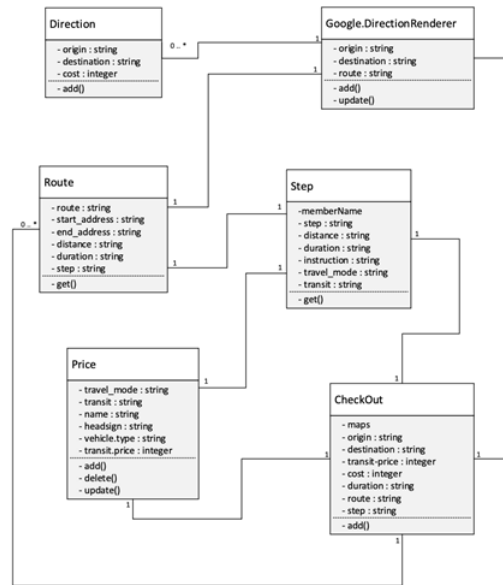 Direction
- origin : string
- destination : string
- cost : integer
- add()
Google.DirectionRenderer
- origin : string
- destination : string
- route : string
- add()
- update()
0 .. *
1
1
Route
- route : string
- start_address : string
- end_address : string
- distance : string
- duration : string
- step : string
- get()
0 .. *
1
1
Step
-memberName
- step : string
- distance : string
- duration : string
- instruction : string
- travel_mode : string
- transit : string
- get()
1
1
1
Price
- travel_mode : string
- transit : string
- name : string
- headsign : string
- vehicle.type : string
- transit.price : integer
- add()
- delete()
- update()
1
1
CheckOut
- maps
- origin : string
- destination : string
- transit-price : integer
- cost : integer
- duration : string
- route : string
- step : string
- add()
1
1
1
1